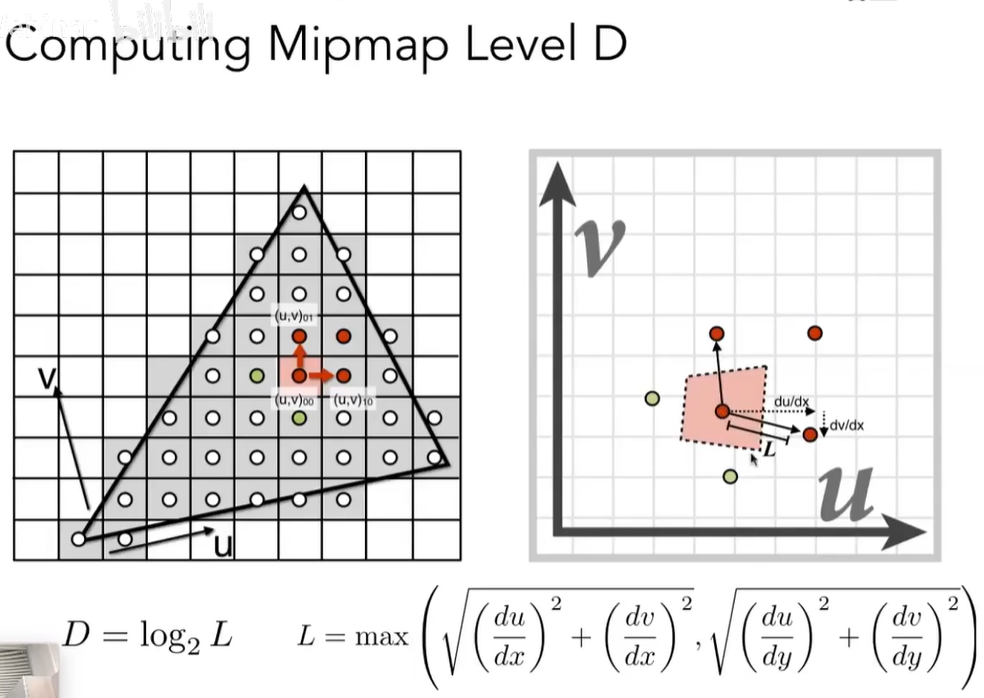 Computing Mipmap Level D
(u,v)01
(u,v)00 (u,v)10
v
u
v
du/dx
dv/dx
L
u
D = log₂ L
L = max(√((du/dx)² + (dv/dx)²), √((du/dy)² + (dv/dy)²))